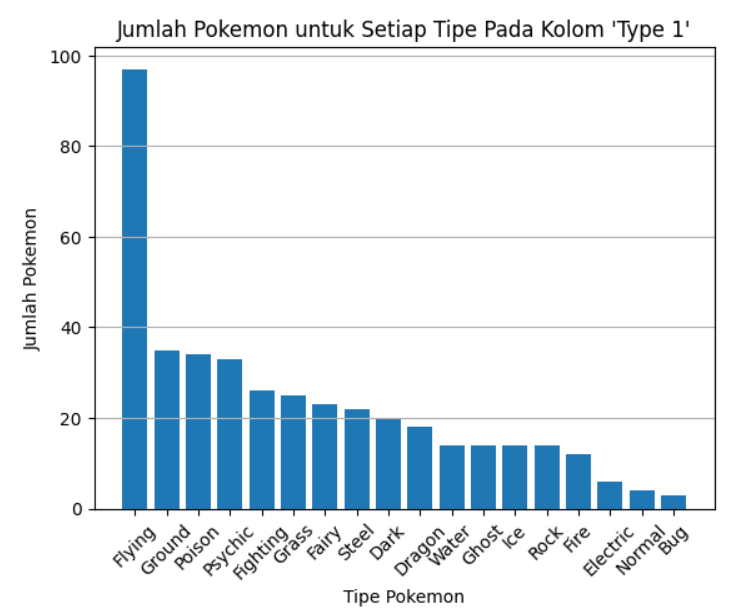 Jumlah Pokemon untuk Setiap Tipe Pada Kolom 'Type 1'
100
80
60
40
20
0
Jumlah Pokemon
Flying
Ground
Poison
Psychic
Fighting
Grass
Fairy
Steel
Dark
Dragon
Water
Ghost
Ice
Rock
Fire
Electric
Normal
Bug
Tipe Pokemon